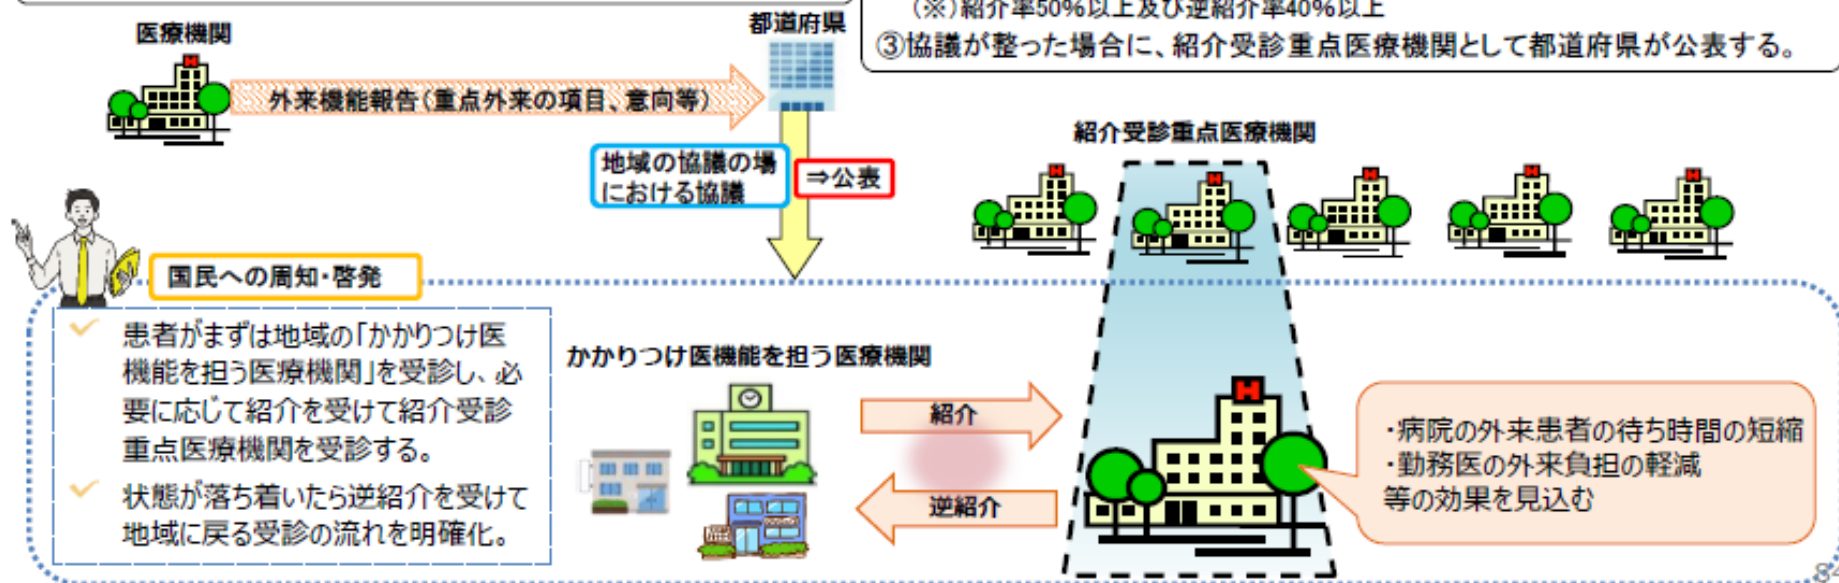 (※)紹介率50%以上及び逆紹介率40%以上
③協議が整った場合に、紹介受診重点医療機関として都道府県が公表する。
医療機関
都道府県
外来機能報告(重点外来の項目、意向等)
地域の協議の場
における協議
⇒公表
紹介受診重点医療機関
国民への周知・啓発
患者がまずは地域の「かかりつけ医
機能を担う医療機関」を受診し、必
要に応じて紹介を受けて紹介受診
重点医療機関を受診する。
状態が落ち着いたら逆紹介を受けて
地域に戻る受診の流れを明確化。
かかりつけ医機能を担う医療機関
紹介
逆紹介
・病院の外来患者の待ち時間の短縮
・勤務医の外来負担の軽減
等の効果を見込む